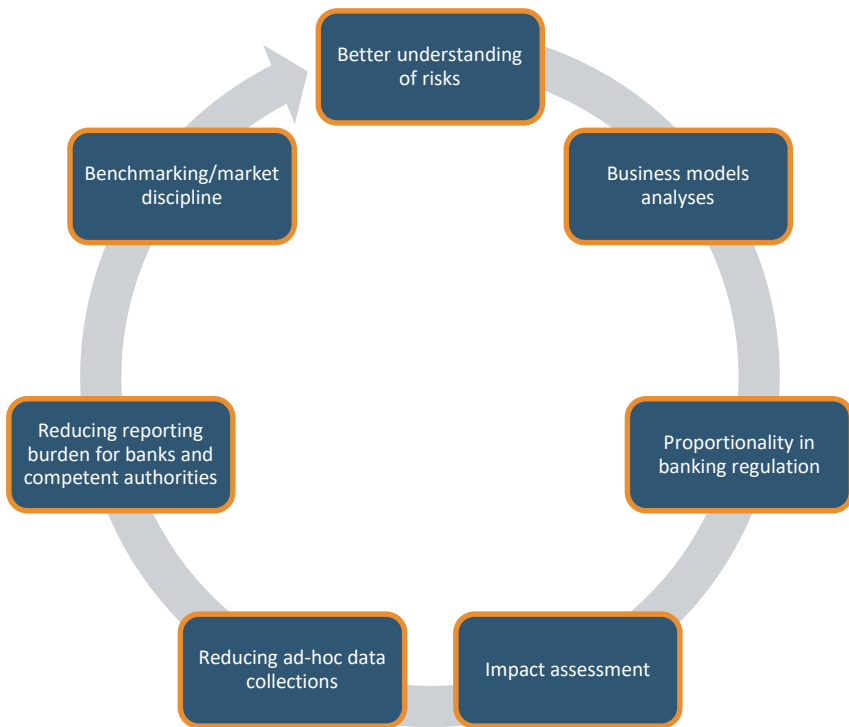 Better understanding
of risks
Business models
analyses
Proportionality in
banking regulation
Impact assessment
Reducing ad-hoc data
collections
Reducing reporting
burden for banks and
competent authorities
Benchmarking/market
discipline